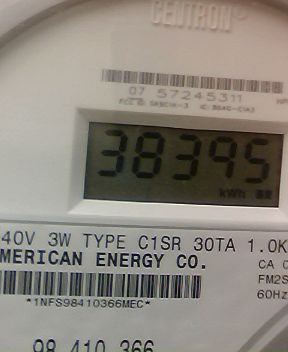 CENTRON
07 57245311
38395
kWh
40V 3W TYPE C1SR 30TA 1.0K
MERICAN ENERGY CO.
CA 0
FM2S
60Hz
*1NFS98410366MEC*
98 410 366